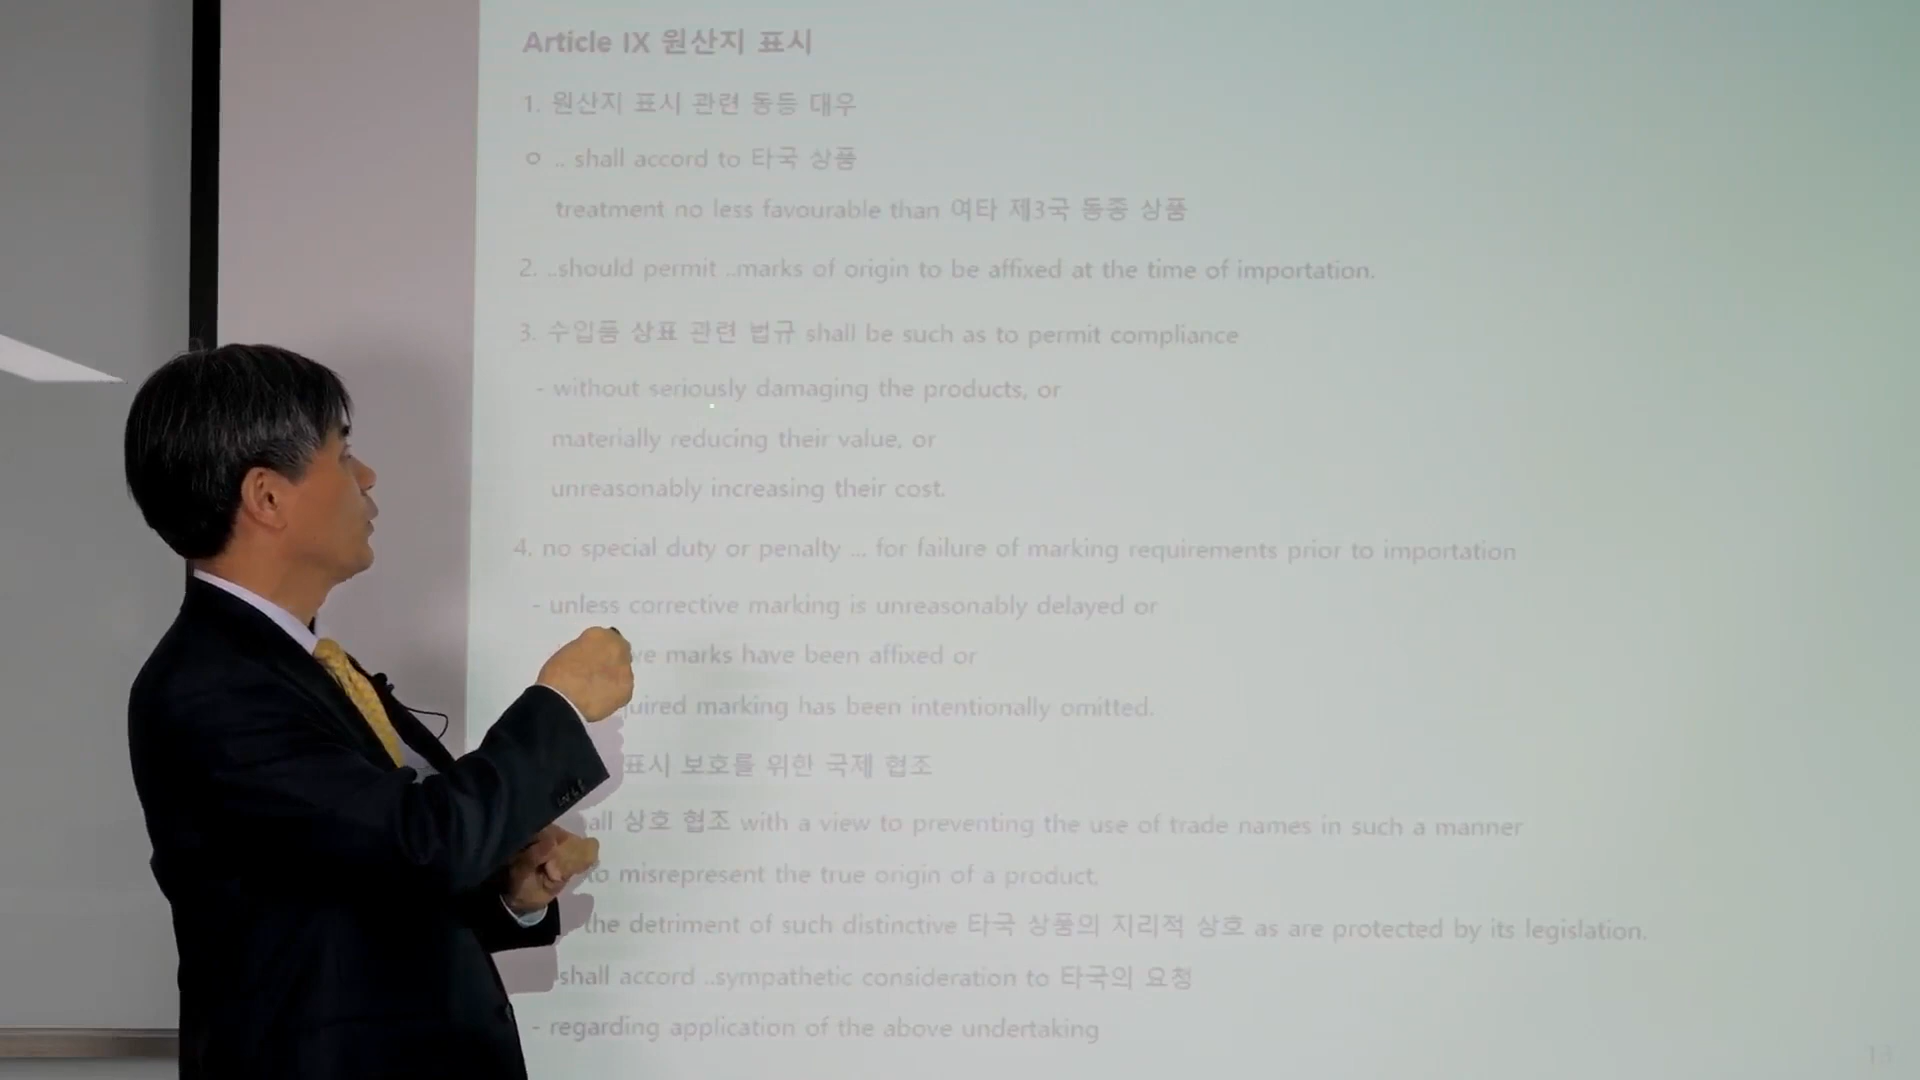 Article IX 원산지 표시
1. 원산지 표시 관련 동등 대우
ㅇ .. shall accord to 타국 상품
treatment no less favourable than 여타 제3국 동종 상품
2. ..should permit ..marks of origin to be affixed at the time of importation.
3. 수입품 상표 관련 법규 shall be such as to permit compliance
- without seriously damaging the products, or
materially reducing their value, or
unreasonably increasing their cost.
4. no special duty or penalty ... for failure of marking requirements prior to importation
- unless corrective marking is unreasonably delayed or
marks have been affixed or
marking has been intentionally omitted.
표시 보호를 위한 국제 협조
상호 협조 with a view to preventing the use of trade names in such a manner
to misrepresent the true origin of a product,
the detriment of such distinctive 타국 상품의 지리적 상호 as are protected by its legislation.
shall accord ..sympathetic consideration to 타국의 요청
- regarding application of the above undertaking